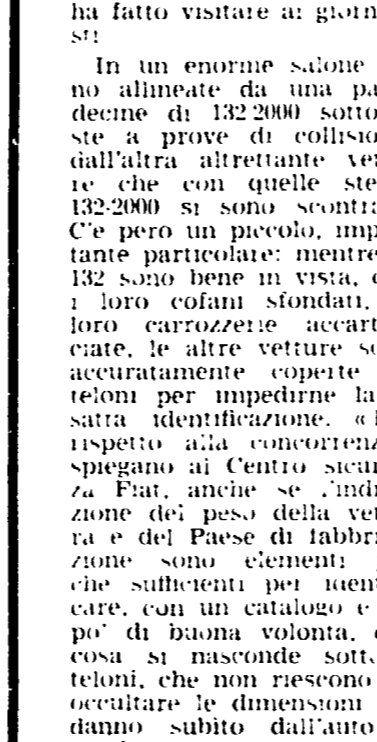 ha fatto visitare ai giorn
sti
In un enorme salone
no allineate da una pa
decine di 132 2000 sotto
ste a prove di collisio
dall'altra altrettante vet
re che con quelle ste
132-2000 si sono scontra
C'e pero un piccolo, imp
tante particolare: mentre
132 sono bene in vista, c
i loro cofani sfondati,
loro carrozzerie accart
ciate, le altre vetture so
accuratamente coperte
teloni per impedirne la
satta identificazione. «
rispetto alla concorrenz
spiegano al Centro sicur
za Fiat, anche se l'indi
zione del peso della vet
ra e del Paese di fabbri
zione sono elementi
che sufficienti per iden
care, con un catalogo e
po' di buona volonta, c
cosa si nasconde sott
teloni, che non riescono
occultare le dimensioni
danno subito dall'auto